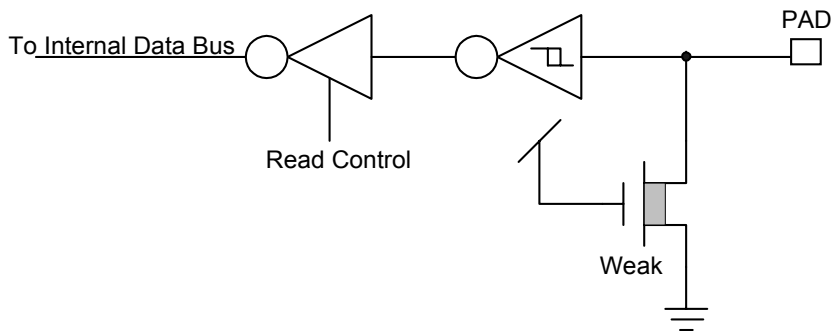 PAD
To Internal Data Bus
Read Control
Weak